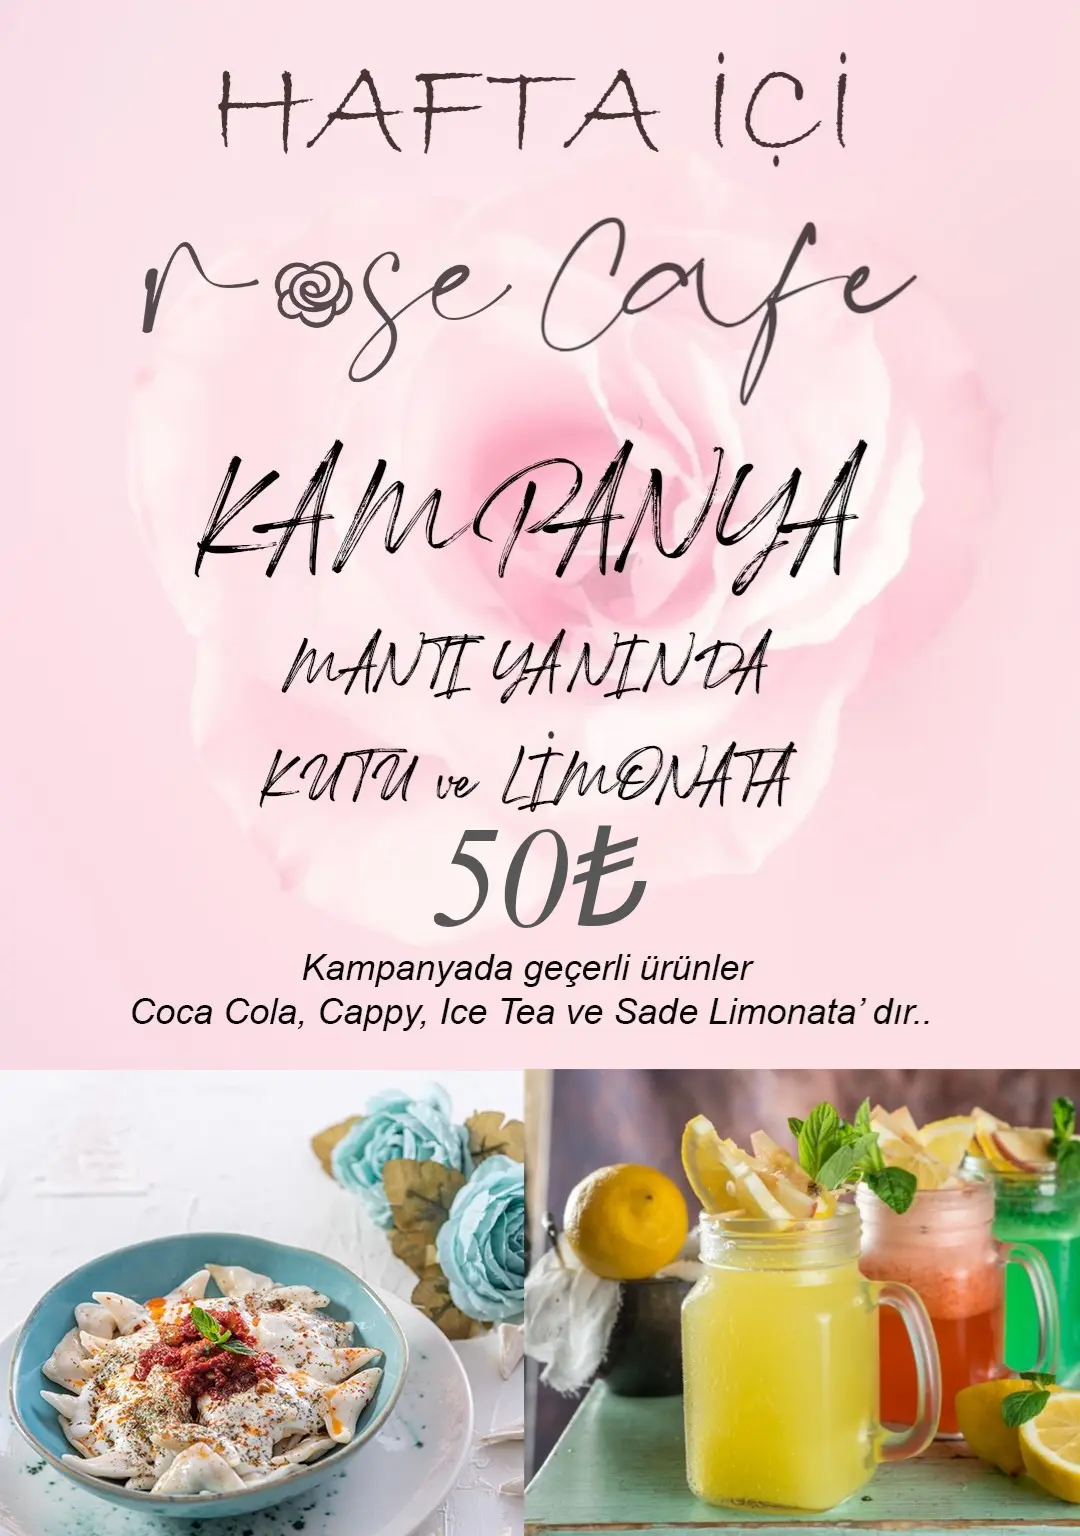 HAFTA İÇİ
rose Cafe
KAMPANYA
MANTI YANINDA
KUTU ve LİMONATA
50₺
Kampanyada geçerli ürünler
Coca Cola, Cappy, Ice Tea ve Sade Limonata' dır..